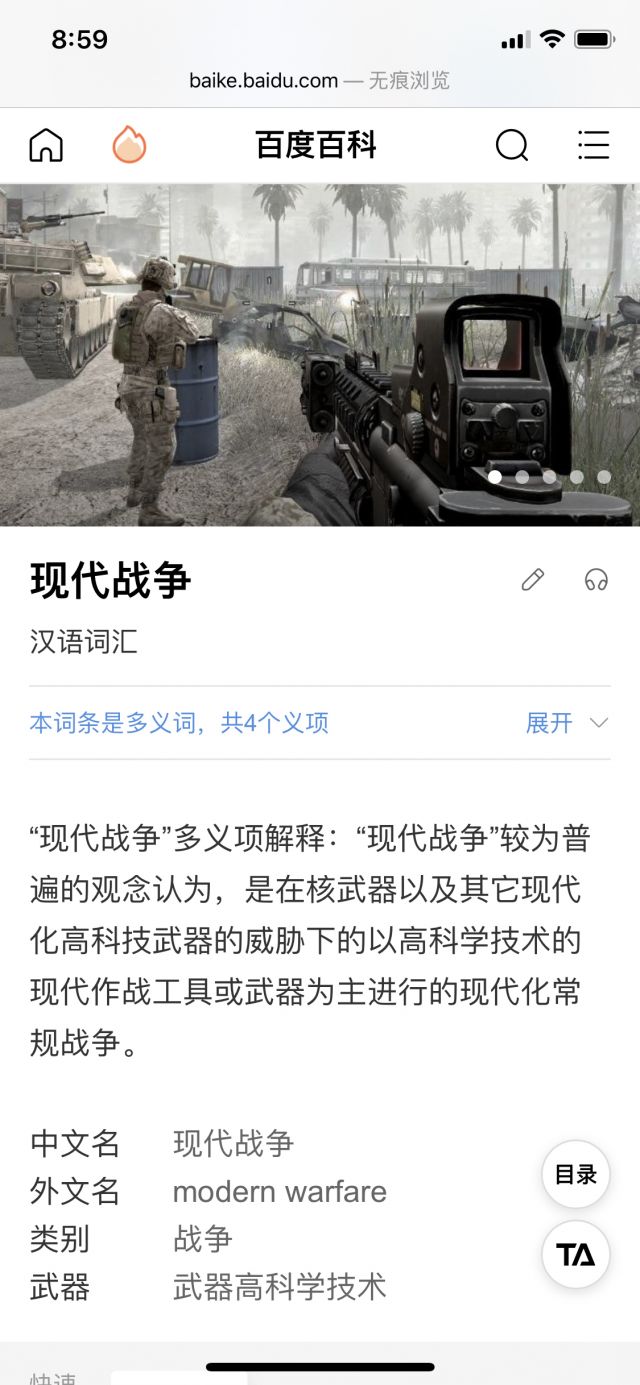 8:59
baike.baidu.com — 无痕浏览
百度百科
现代战争
汉语词汇
本词条是多义词，共4个义项 展开
“现代战争”多义项解释：“现代战争”较为普
遍的观念认为，是在核武器以及其它现代
化高科技武器的威胁下的以高科学技术的
现代作战工具或武器为主进行的现代化常
规战争。
中文名 现代战争
外文名 modern warfare
类别 战争
武器 武器高科学技术
目录
TA
快速